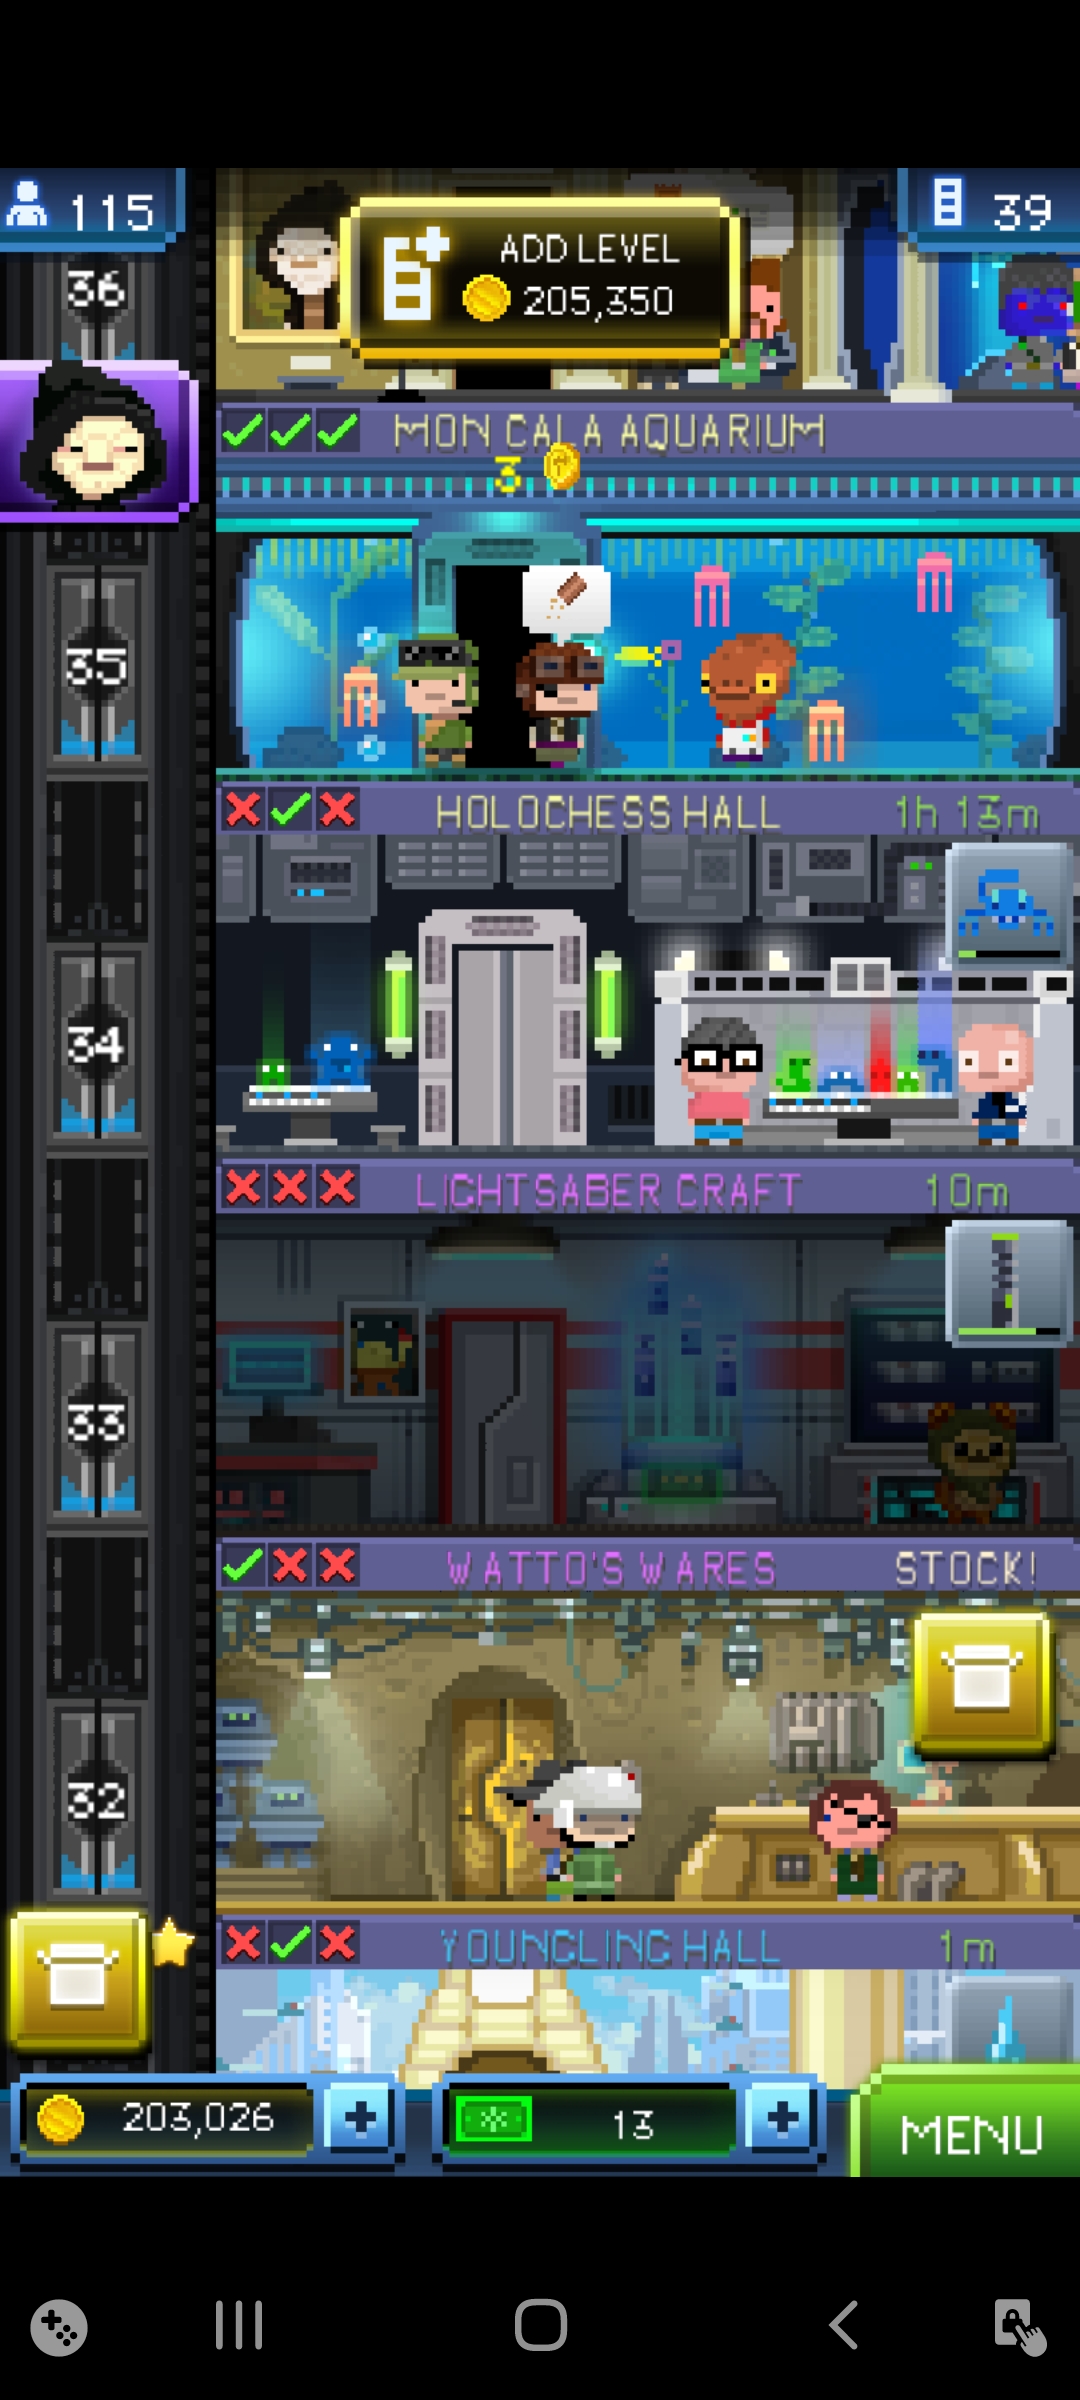 115
ADD LEVEL
205,350
39
36
MON CALA AQUARIUM
3
35
HOLOCHESS HALL 1h 13m
34
LIGHTSABER CRAFT 10m
33
WATTO'S WARES STOCK!
32
YOUNGLING HALL 1m
203,026
13
MENU